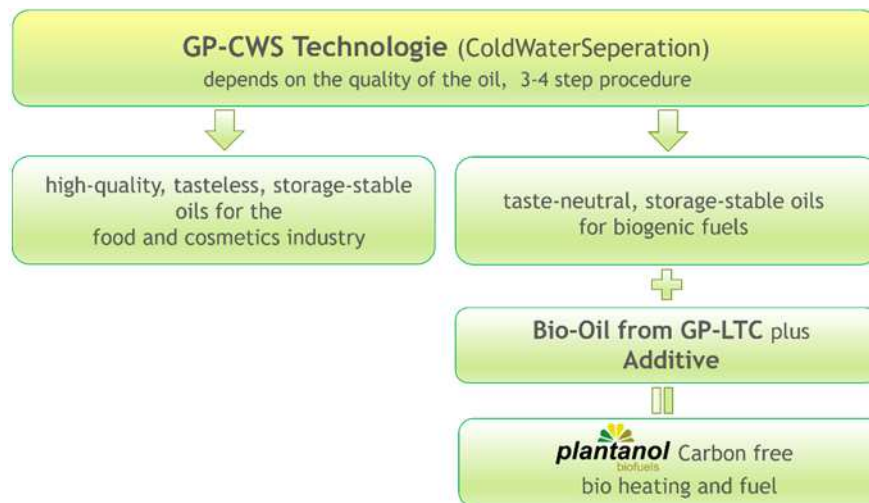 GP-CWS Technologie (ColdWaterSeperation)
depends on the quality of the oil, 3-4 step procedure
high-quality, tasteless, storage-stable
oils for the
food and cosmetics industry
taste-neutral, storage-stable oils
for biogenic fuels
Bio-Oil from GP-LTC plus
Additive
plantanol Carbon free
biofuels
bio heating and fuel